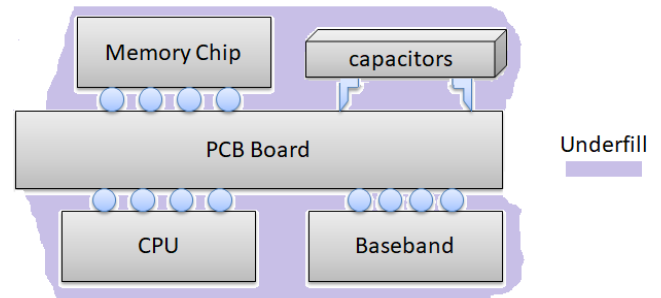 Memory Chip
capacitors
PCB Board
Underfill
CPU
Baseband